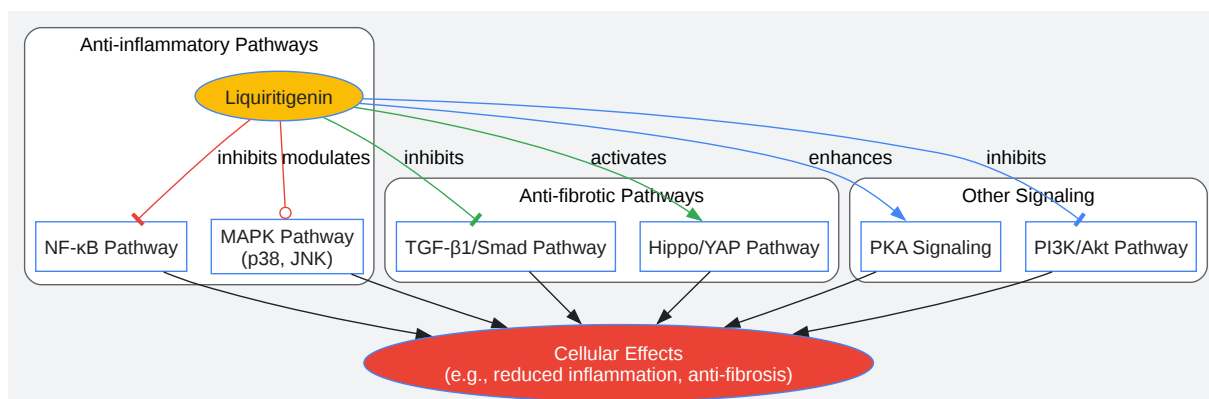 Anti-inflammatory Pathways
Liquiritigenin
inhibits
modulates
inhibits
activates
enhances
inhibits
Anti-fibrotic Pathways
Other Signaling
NF-κB Pathway
MAPK Pathway
(p38, JNK)
TGF-β1/Smad Pathway
Hippo/YAP Pathway
PKA Signaling
PI3K/Akt Pathway
Cellular Effects
(e.g., reduced inflammation, anti-fibrosis)